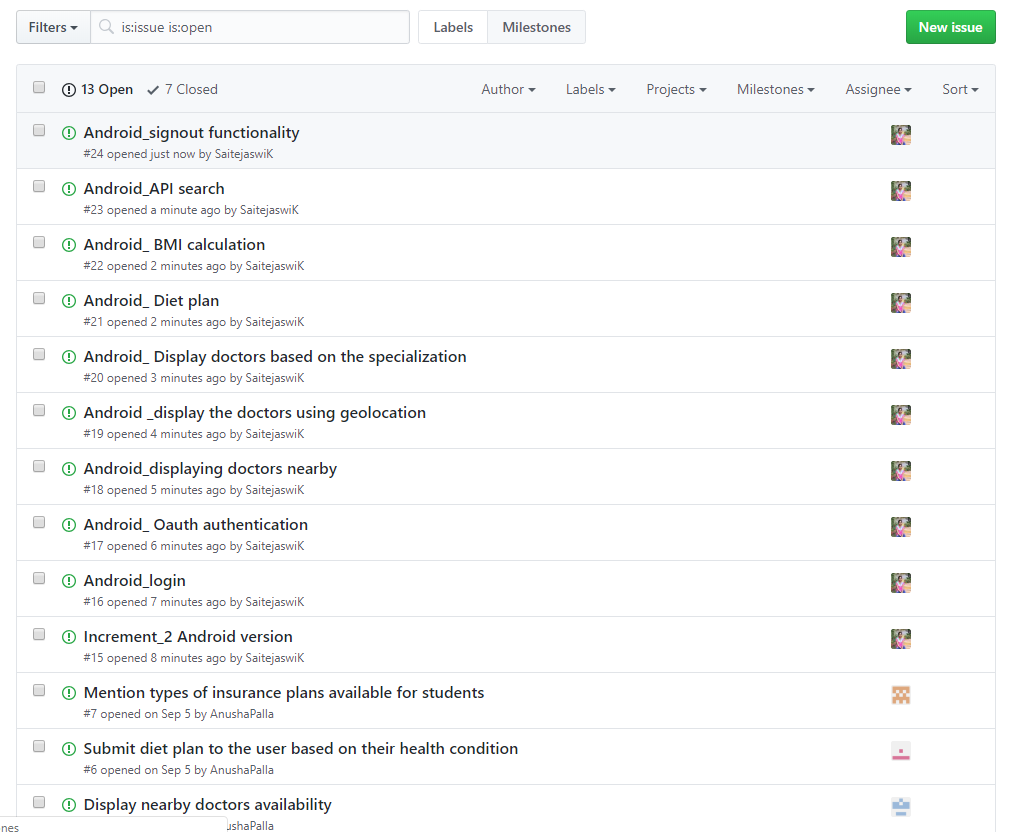 Filters is:issue is:open Labels Milestones New issue
13 Open 7 Closed Author Labels Projects Milestones Assignee Sort
Android_signout functionality
#24 opened just now by SaitejaswiK
Android_API search
#23 opened a minute ago by SaitejaswiK
Android_ BMI calculation
#22 opened 2 minutes ago by SaitejaswiK
Android_ Diet plan
#21 opened 2 minutes ago by SaitejaswiK
Android_ Display doctors based on the specialization
#20 opened 3 minutes ago by SaitejaswiK
Android _display the doctors using geolocation
#19 opened 4 minutes ago by SaitejaswiK
Android_displaying doctors nearby
#18 opened 5 minutes ago by SaitejaswiK
Android_ Oauth authentication
#17 opened 6 minutes ago by SaitejaswiK
Android_login
#16 opened 7 minutes ago by SaitejaswiK
Increment_2 Android version
#15 opened 8 minutes ago by SaitejaswiK
Mention types of insurance plans available for students
#7 opened on Sep 5 by AnushaPalla
Submit diet plan to the user based on their health condition
#6 opened on Sep 5 by AnushaPalla
Display nearby doctors availability
nes ushaPalla